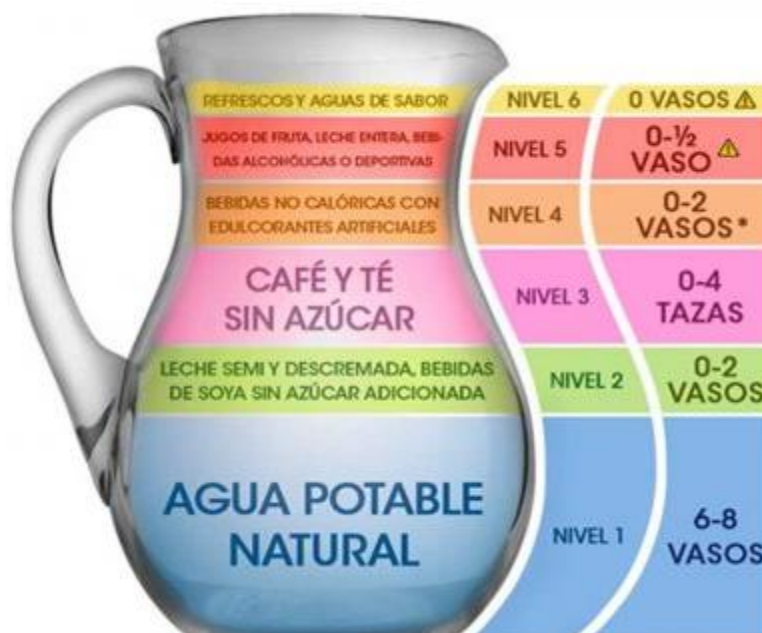 REFRESCOS Y AGUAS DE SABOR
NIVEL 6
0 VASOS
JUGOS DE FRUTA, LECHE ENTERA, BEBI-
DAS ALCOHÓLICAS O DEPORTIVAS
NIVEL 5
0-½
VASO
BEBIDAS NO CALÓRICAS CON
EDULCORANTES ARTIFICIALES
NIVEL 4
0-2
VASOS*
CAFÉ Y TÉ
SIN AZÚCAR
NIVEL 3
0-4
TAZAS
LECHE SEMI Y DESCREMADA, BEBIDAS
DE SOYA SIN AZÚCAR ADICIONADA
NIVEL 2
0-2
VASOS
AGUA POTABLE
NATURAL
NIVEL 1
6-8
VASOS